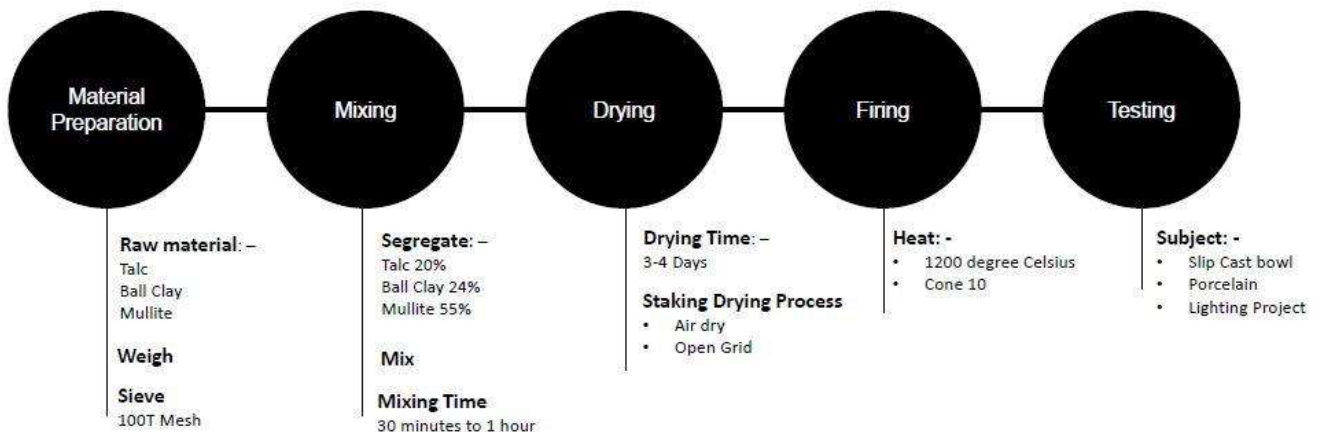 Material
Preparation
Mixing
Drying
Firing
Testing
Raw material: –
Talc
Ball Clay
Mullite
Weigh
Sieve
100T Mesh
Segregate: –
Talc 20%
Ball Clay 24%
Mullite 55%
Mix
Mixing Time
30 minutes to 1 hour
Drying Time: –
3-4 Days
Staking Drying Process
• Air dry
• Open Grid
Heat: -
• 1200 degree Celsius
• Cone 10
Subject: -
• Slip Cast bowl
• Porcelain
• Lighting Project